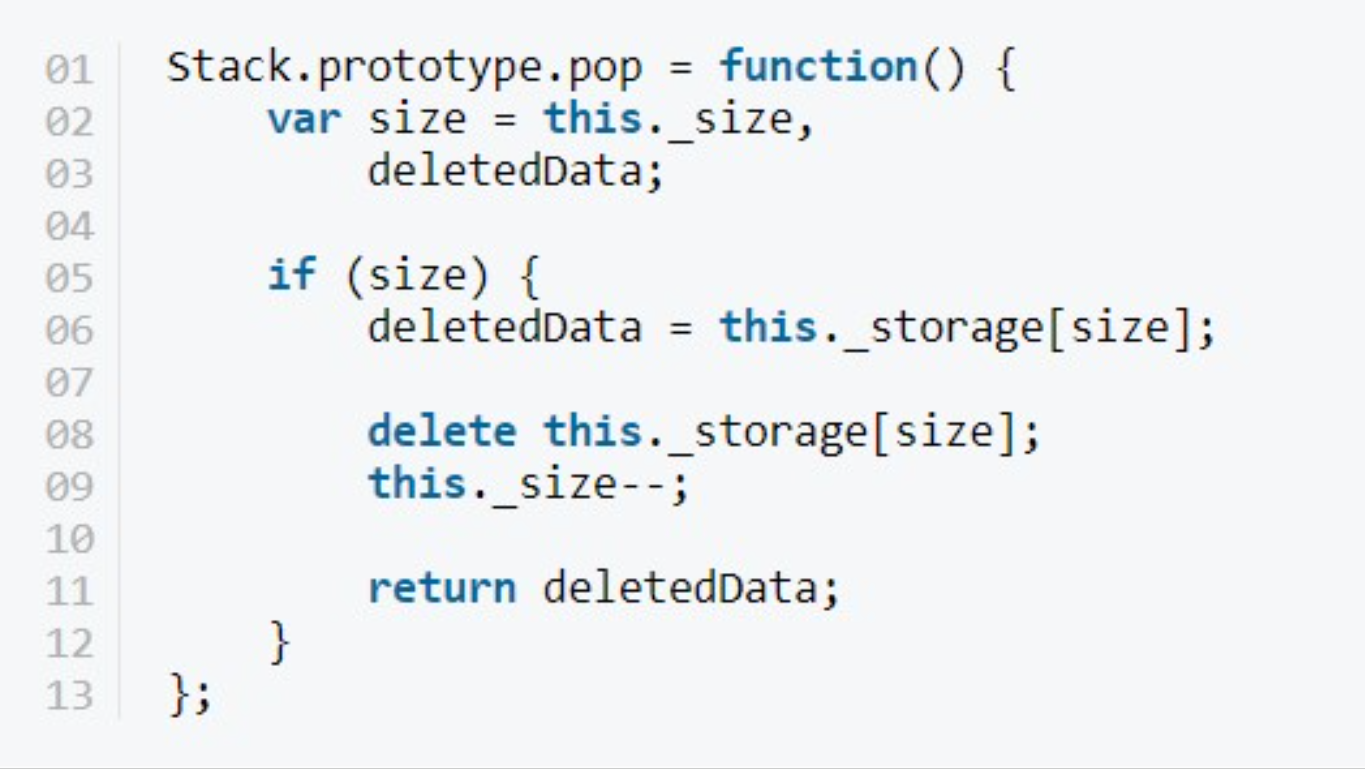 01 Stack.prototype.pop = function() {
02     var size = this._size,
03         deletedData;
04
05     if (size) {
06         deletedData = this._storage[size];
07
08         delete this._storage[size];
09         this._size--;
10
11         return deletedData;
12     }
13 };